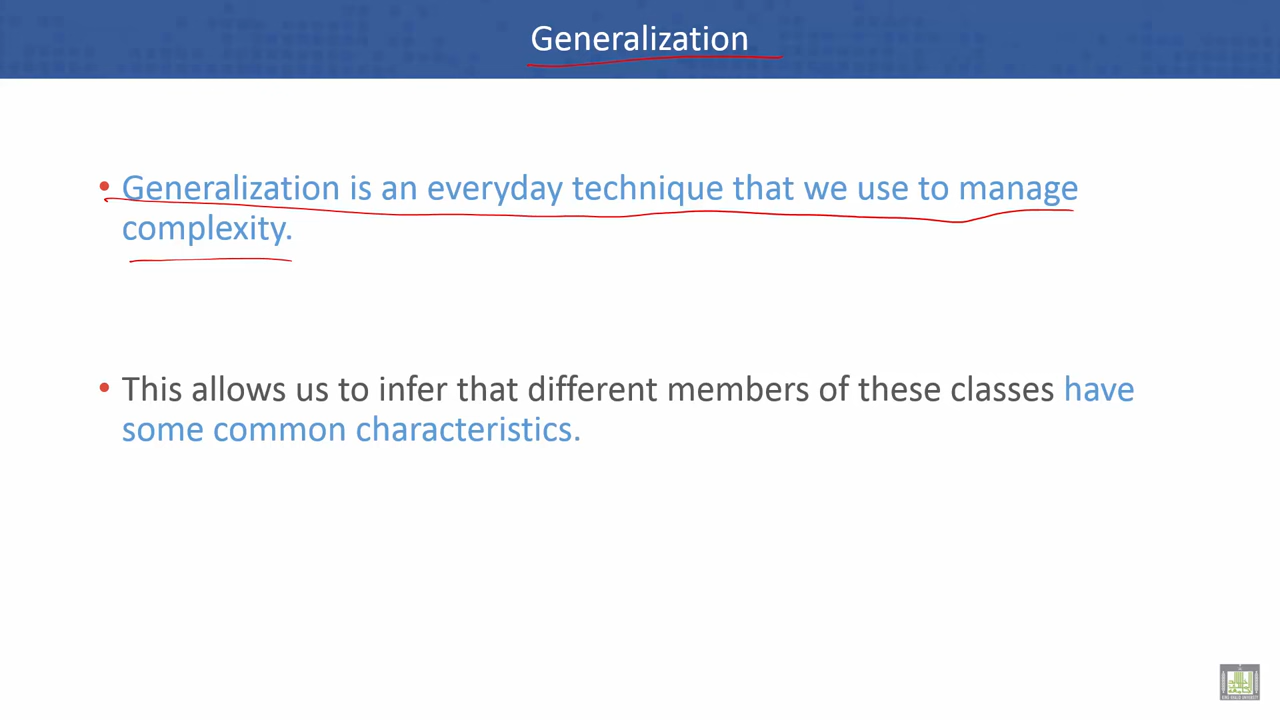 Generalization
• Generalization is an everyday technique that we use to manage
complexity.
• This allows us to infer that different members of these classes have
some common characteristics.